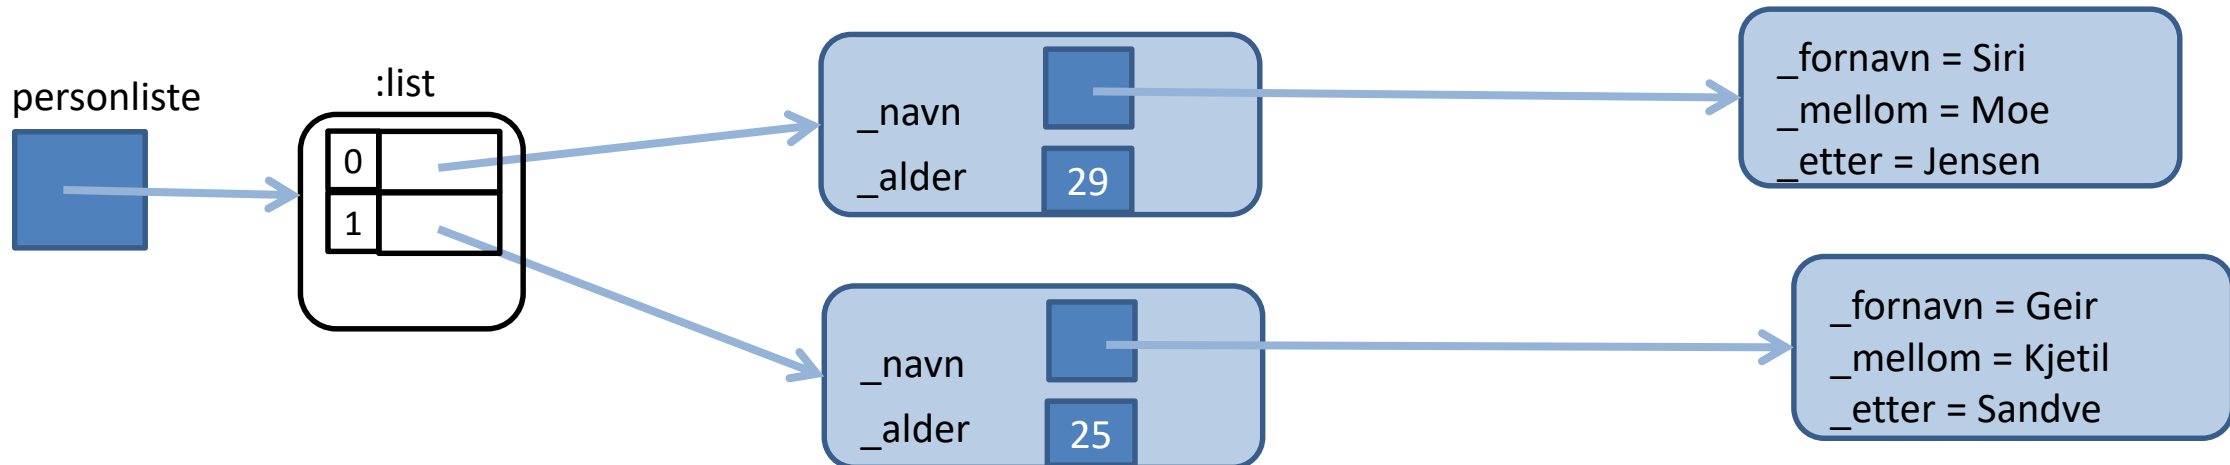 personliste
:list
0
1
_navn
_alder
29
_fornavn = Siri
_mellom = Moe
_etter = Jensen
_navn
_alder
25
_fornavn = Geir
_mellom = Kjetil
_etter = Sandve